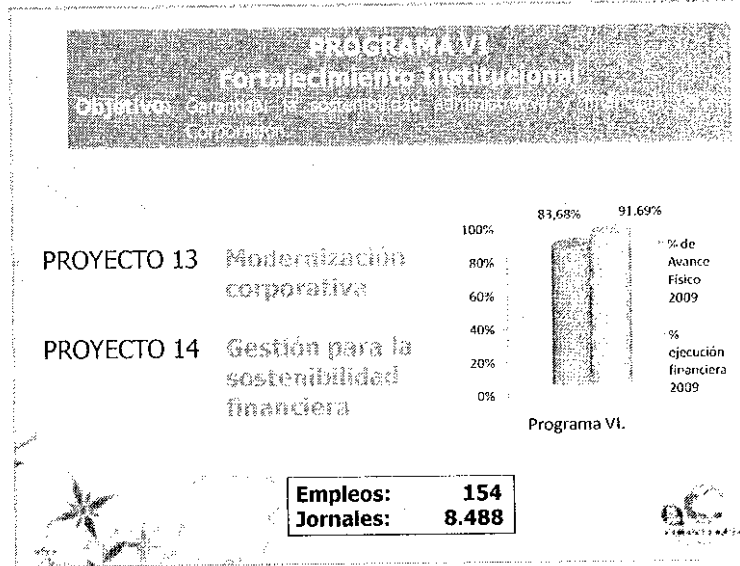 PROGRAMA VI
Fortalecimiento Institucional
Objetivo: Garantizar la sostenibilidad administrativa y financiera de la
Corporación
PROYECTO 13 Modernización
corporativa
PROYECTO 14 Gestión para la
sostenibilidad
financiera
83,68% 91.69%
100%
80%
60%
40%
20%
0%
% de
Avance
Físico
2009
%
ejecución
financiera
2009
Programa VI.
Empleos: 154
Jornales: 8.488